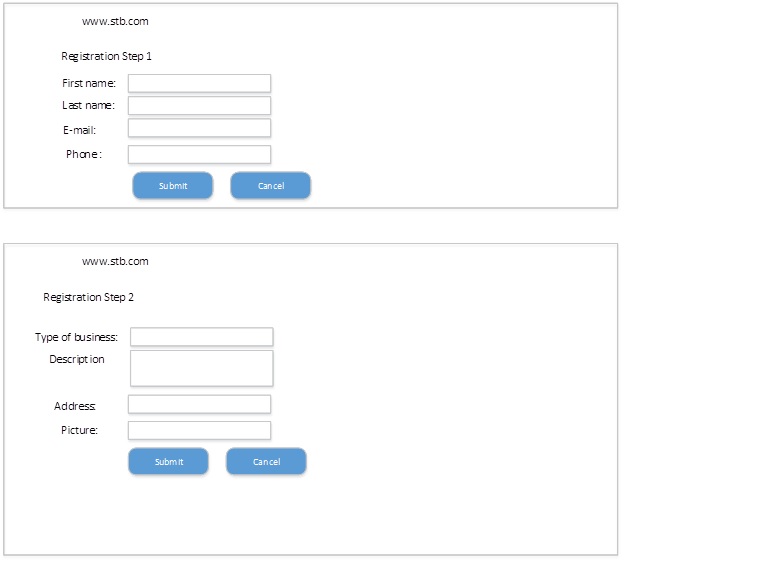 www.stb.com
Registration Step 1
First name:
Last name:
E-mail:
Phone:
Submit Cancel
www.stb.com
Registration Step 2
Type of business:
Description
Address:
Picture:
Submit Cancel